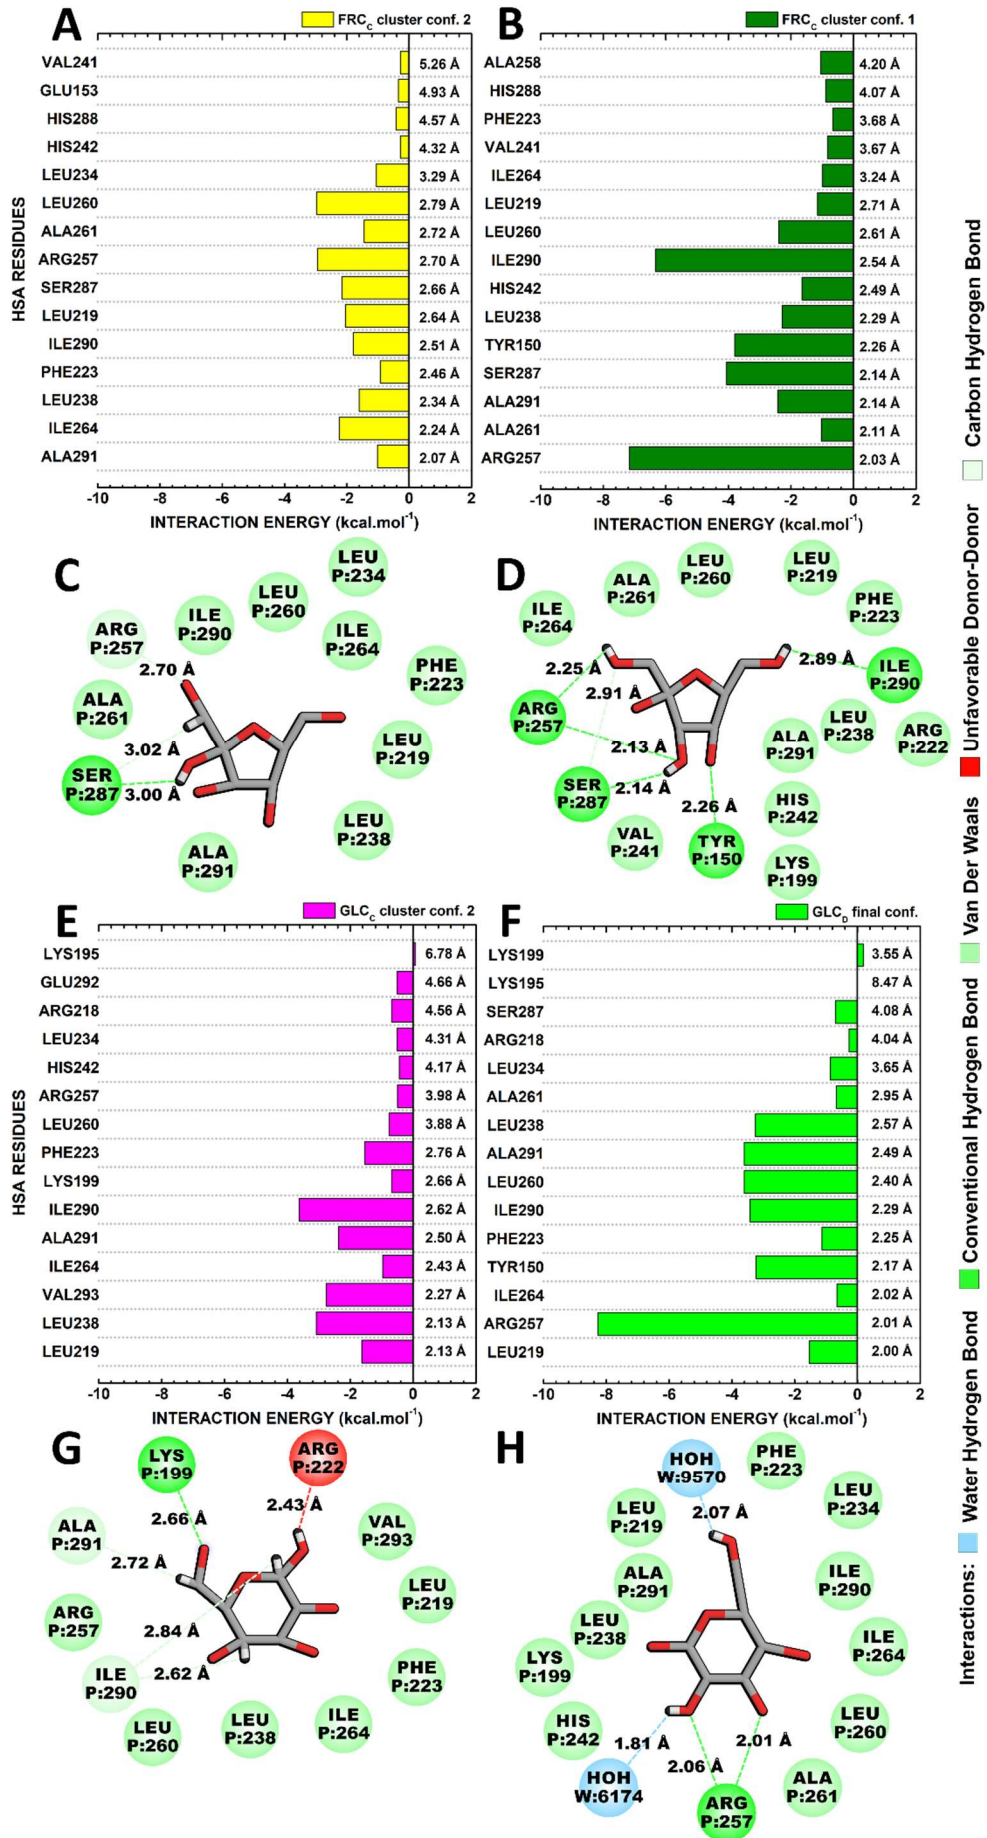 A
FRC_C cluster conf. 2
HSA RESIDUES
VAL241 5.26 Å
GLU153 4.93 Å
HIS288 4.57 Å
HIS242 4.32 Å
LEU234 3.29 Å
LEU260 2.79 Å
ALA261 2.72 Å
ARG257 2.70 Å
SER287 2.66 Å
LEU219 2.64 Å
ILE290 2.51 Å
PHE223 2.46 Å
LEU238 2.34 Å
ILE264 2.24 Å
ALA291 2.07 Å
-10 -8 -6 -4 -2 0 2
INTERACTION ENERGY (kcal.mol⁻¹)
B
FRC_C cluster conf. 1
ALA258 4.20 Å
HIS288 4.07 Å
PHE223 3.68 Å
VAL241 3.67 Å
ILE264 3.24 Å
LEU219 2.71 Å
LEU260 2.61 Å
ILE290 2.54 Å
HIS242 2.49 Å
LEU238 2.29 Å
TYR150 2.26 Å
SER287 2.14 Å
ALA291 2.14 Å
ALA261 2.11 Å
ARG257 2.03 Å
-10 -8 -6 -4 -2 0 2
INTERACTION ENERGY (kcal.mol⁻¹)
C
LEU
P:234
LEU
P:260
ILE
P:290
ARG
P:257
ILE
P:264
2.70 Å
PHE
P:223
ALA
P:261
LEU
P:219
3.02 Å
SER
P:287
3.00 Å
LEU
P:238
ALA
P:291
D
LEU
P:260
LEU
P:219
ALA
P:261
PHE
P:223
ILE
P:264
2.25 Å
2.89 Å
ILE
P:290
2.91 Å
ARG
P:257
LEU
P:238
ARG
P:222
2.13 Å
ALA
P:291
SER
P:287
2.14 Å
2.26 Å
HIS
P:242
VAL
P:241
TYR
P:150
LYS
P:199
E
GLC_C cluster conf. 2
HSA RESIDUES
LYS195 6.78 Å
GLU292 4.66 Å
ARG218 4.56 Å
LEU234 4.31 Å
HIS242 4.17 Å
ARG257 3.98 Å
LEU260 3.88 Å
PHE223 2.76 Å
LYS199 2.66 Å
ILE290 2.62 Å
ALA291 2.50 Å
ILE264 2.43 Å
VAL293 2.27 Å
LEU238 2.13 Å
LEU219 2.13 Å
-10 -8 -6 -4 -2 0 2
INTERACTION ENERGY (kcal.mol⁻¹)
F
GLC_D final conf.
LYS199 3.55 Å
LYS195 8.47 Å
SER287 4.08 Å
ARG218 4.04 Å
LEU234 3.65 Å
ALA261 2.95 Å
LEU238 2.57 Å
ALA291 2.49 Å
LEU260 2.40 Å
ILE290 2.29 Å
PHE223 2.25 Å
TYR150 2.17 Å
ILE264 2.02 Å
ARG257 2.01 Å
LEU219 2.00 Å
-10 -8 -6 -4 -2 0 2
INTERACTION ENERGY (kcal.mol⁻¹)
G
LYS
P:199
ARG
P:222
2.43 Å
2.66 Å
ALA
P:291
VAL
P:293
2.72 Å
LEU
P:219
ARG
P:257
2.84 Å
2.62 Å
ILE
P:290
PHE
P:223
LEU
P:260
LEU
P:238
ILE
P:264
H
HOH
W:9570
PHE
P:223
2.07 Å
LEU
P:234
LEU
P:219
ALA
P:291
ILE
P:290
LEU
P:238
ILE
P:264
LYS
P:199
LEU
P:260
HIS
P:242
1.81 Å
2.06 Å
2.01 Å
HOH
W:6174
ARG
P:257
ALA
P:261
Interactions: Water Hydrogen Bond Conventional Hydrogen Bond Van Der Waals Unfavorable Donor-Donor Carbon Hydrogen Bond